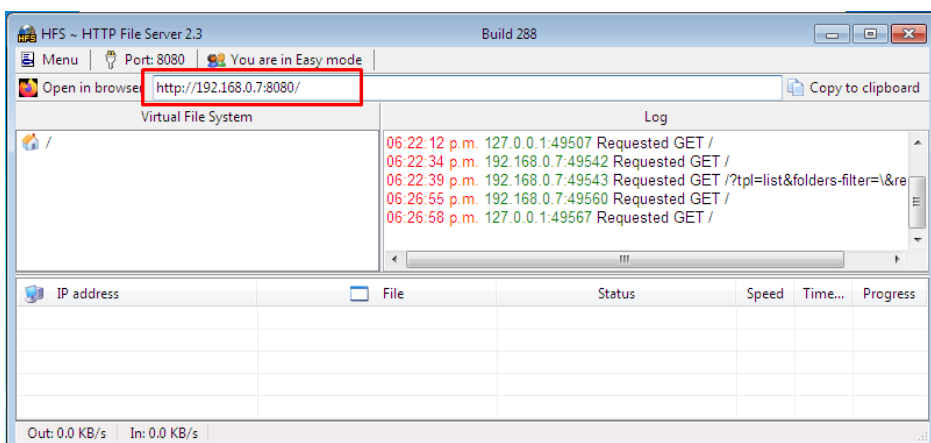 HFS ~ HTTP File Server 2.3 Build 288
Menu Port: 8080 You are in Easy mode
Open in browser http://192.168.0.7:8080/ Copy to clipboard
Virtual File System Log
/
06:22:12 p.m. 127.0.0.1:49507 Requested GET /
06:22:34 p.m. 192.168.0.7:49542 Requested GET /
06:22:39 p.m. 192.168.0.7:49543 Requested GET /?tpl=list&folders-filter=\&re
06:26:55 p.m. 192.168.0.7:49560 Requested GET /
06:26:58 p.m. 127.0.0.1:49567 Requested GET /
IP address File Status Speed Time... Progress
Out: 0.0 KB/s In: 0.0 KB/s